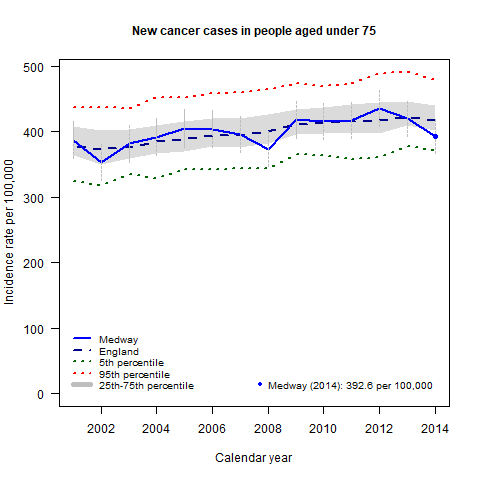 New cancer cases in people aged under 75
Incidence rate per 100,000
500
400
300
200
100
0
Medway
England
5th percentile
95th percentile
25th-75th percentile
Medway (2014): 392.6 per 100,000
2002 2004 2006 2008 2010 2012 2014
Calendar year